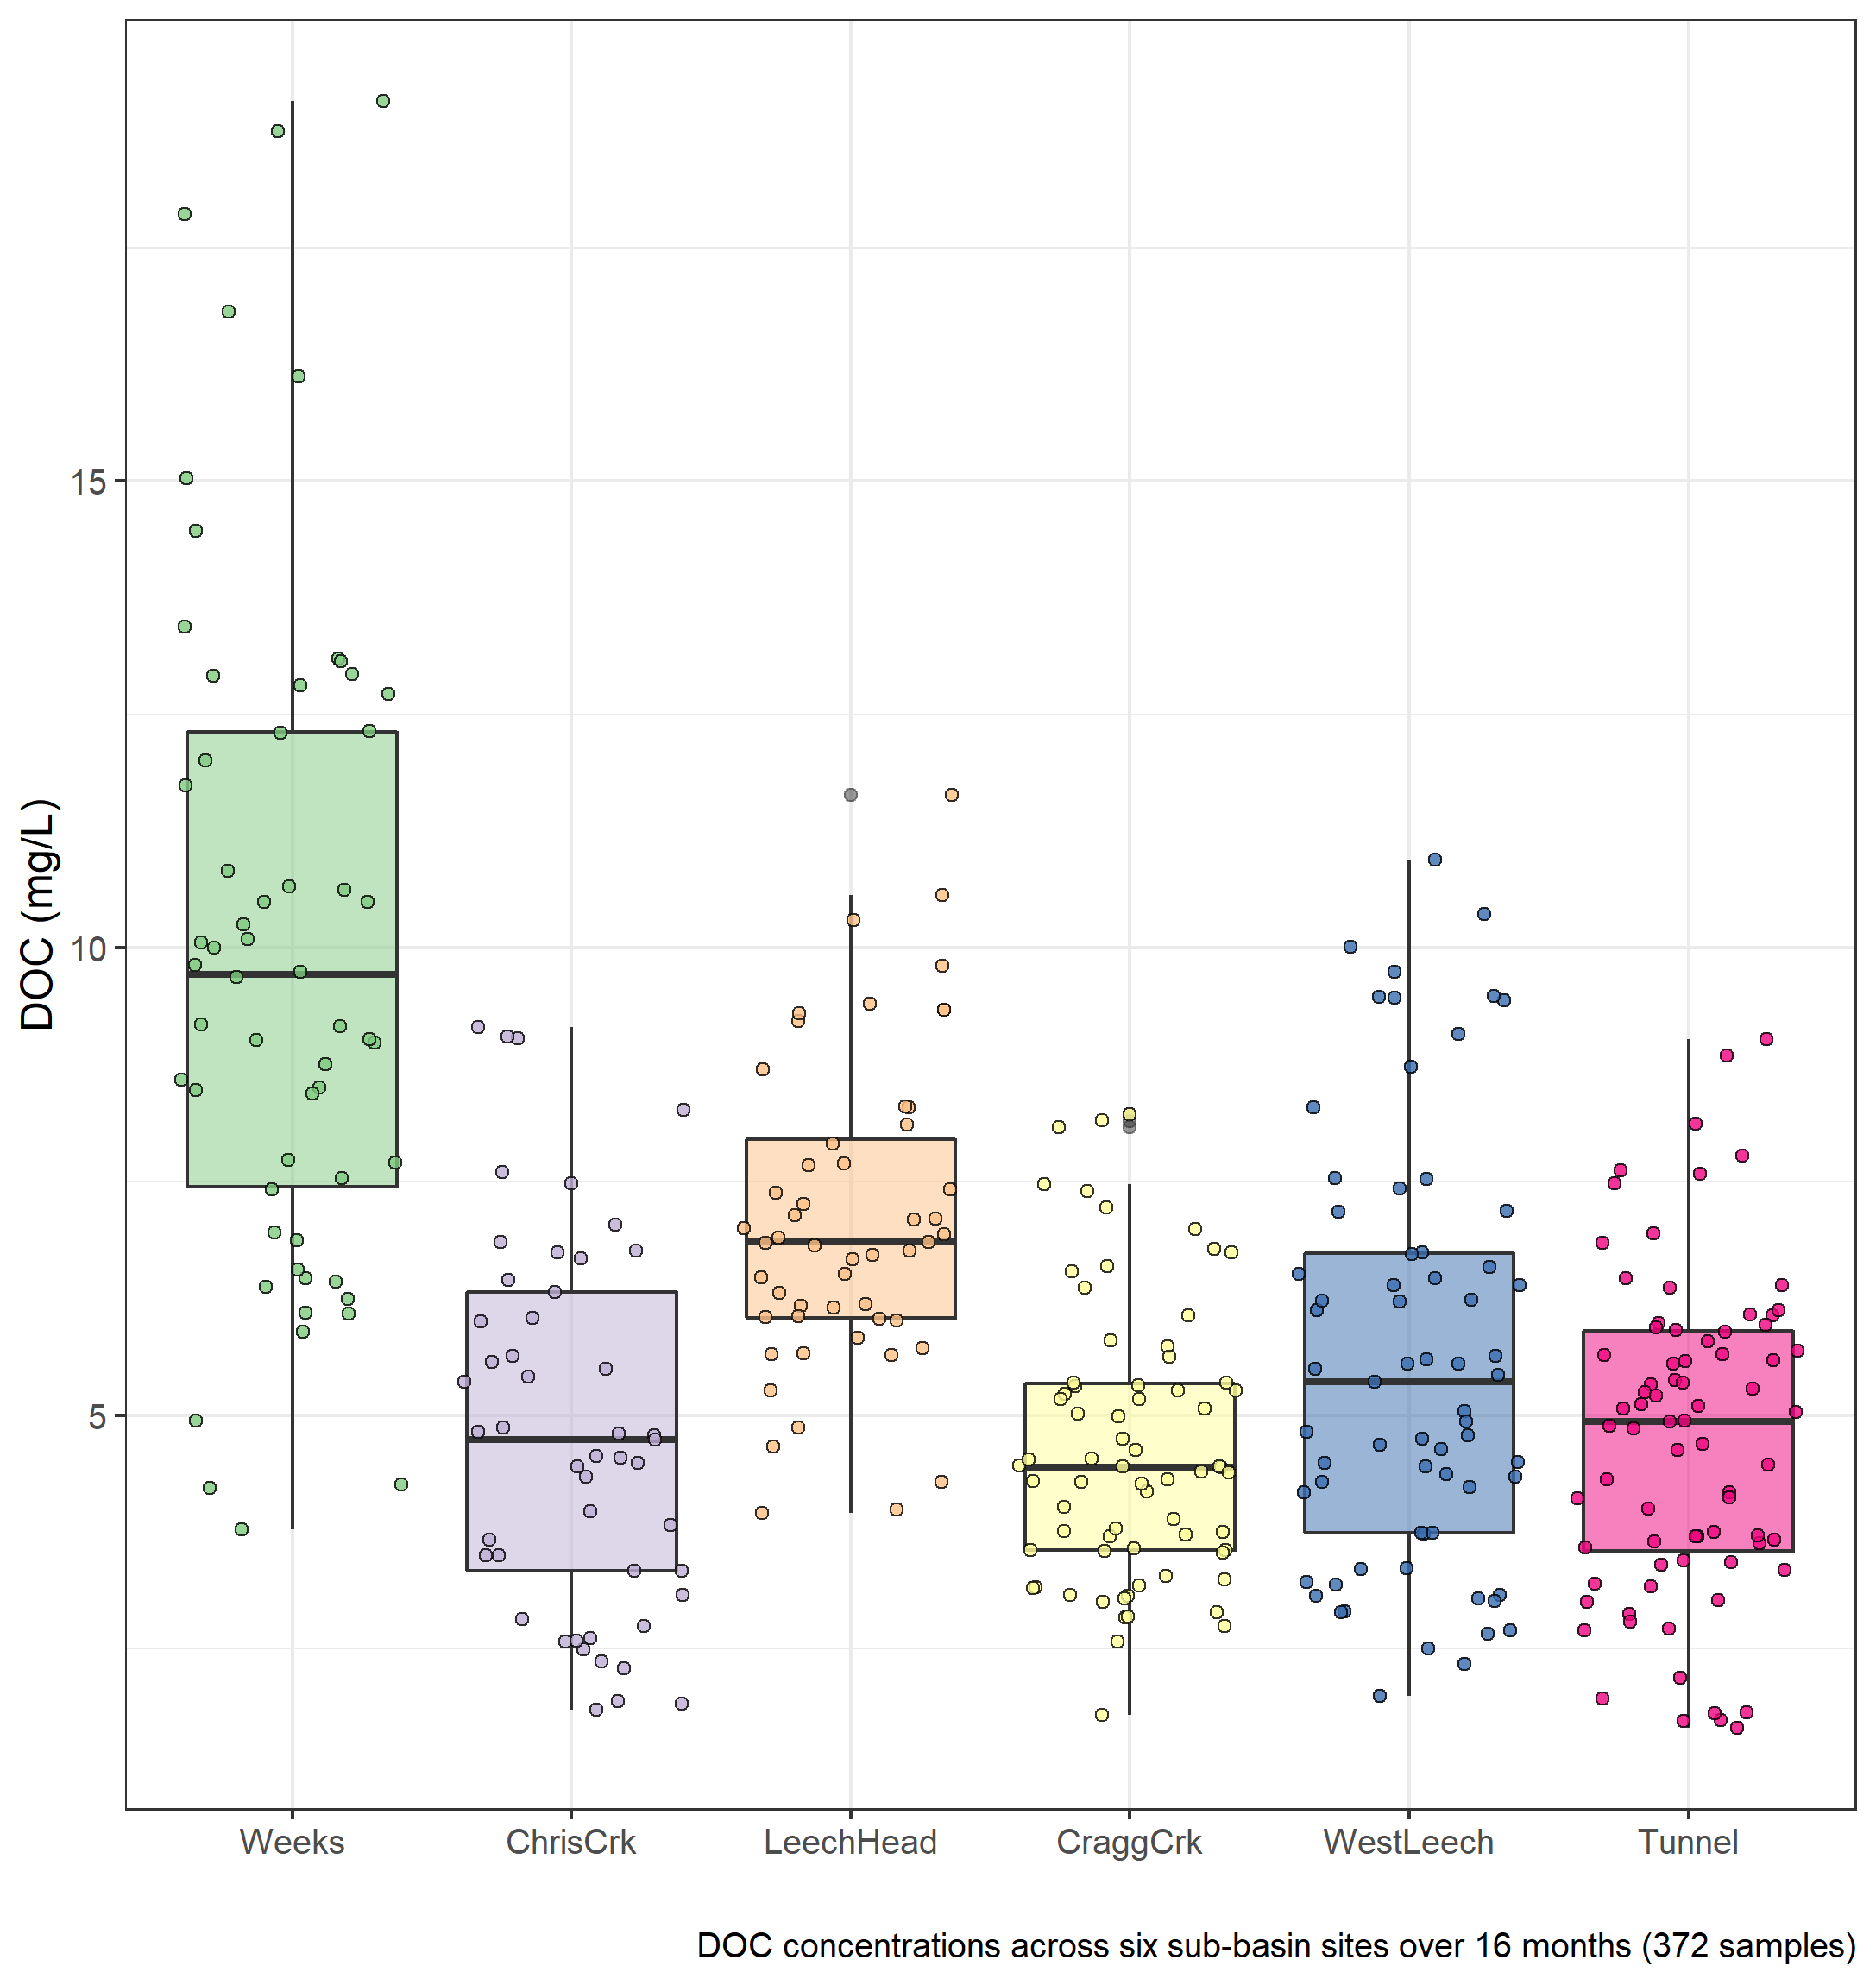 DOC (mg/L)
15
10
5
Weeks ChrisCrk LeechHead CraggCrk WestLeech Tunnel
DOC concentrations across six sub-basin sites over 16 months (372 samples)